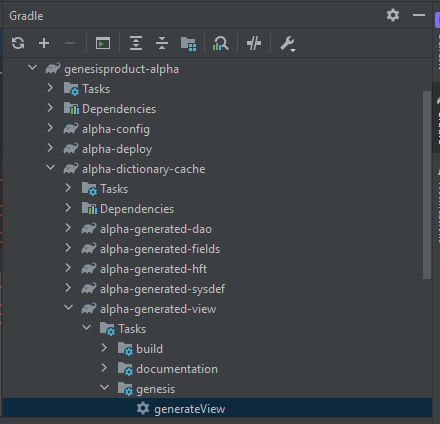 Gradle
genesisproduct-alpha
Tasks
Dependencies
alpha-config
alpha-deploy
alpha-dictionary-cache
Tasks
Dependencies
alpha-generated-dao
alpha-generated-fields
alpha-generated-hft
alpha-generated-sysdef
alpha-generated-view
Tasks
build
documentation
genesis
generateView